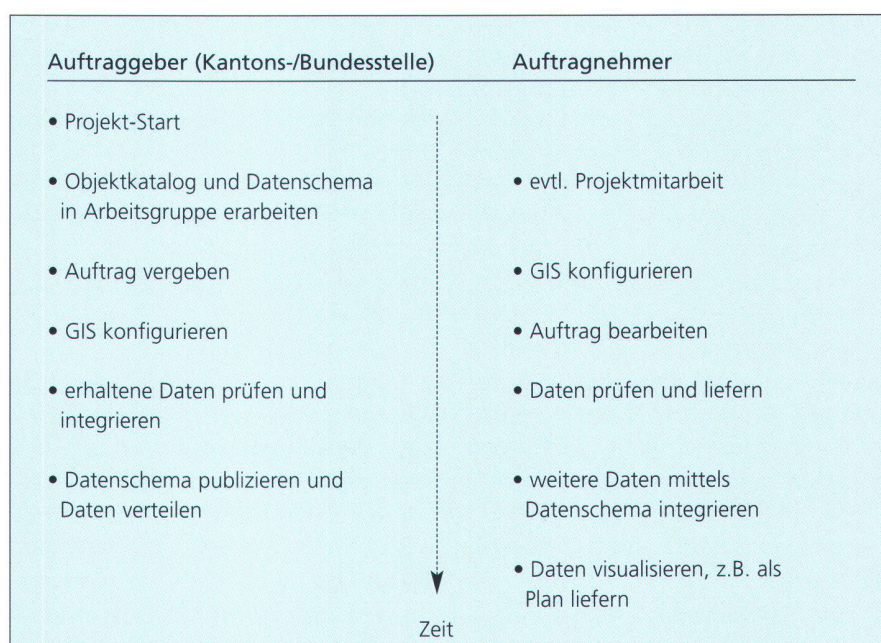 Auftraggeber (Kantons-/Bundesstelle)
Auftragnehmer
• Projekt-Start
• Objektkatalog und Datenschema
in Arbeitsgruppe erarbeiten
• evtl. Projektmitarbeit
• Auftrag vergeben
• GIS konfigurieren
• GIS konfigurieren
• Auftrag bearbeiten
• erhaltene Daten prüfen und
integrieren
• Daten prüfen und liefern
• Datenschema publizieren und
Daten verteilen
• weitere Daten mittels
Datenschema integrieren
• Daten visualisieren, z.B. als
Plan liefern
Zeit